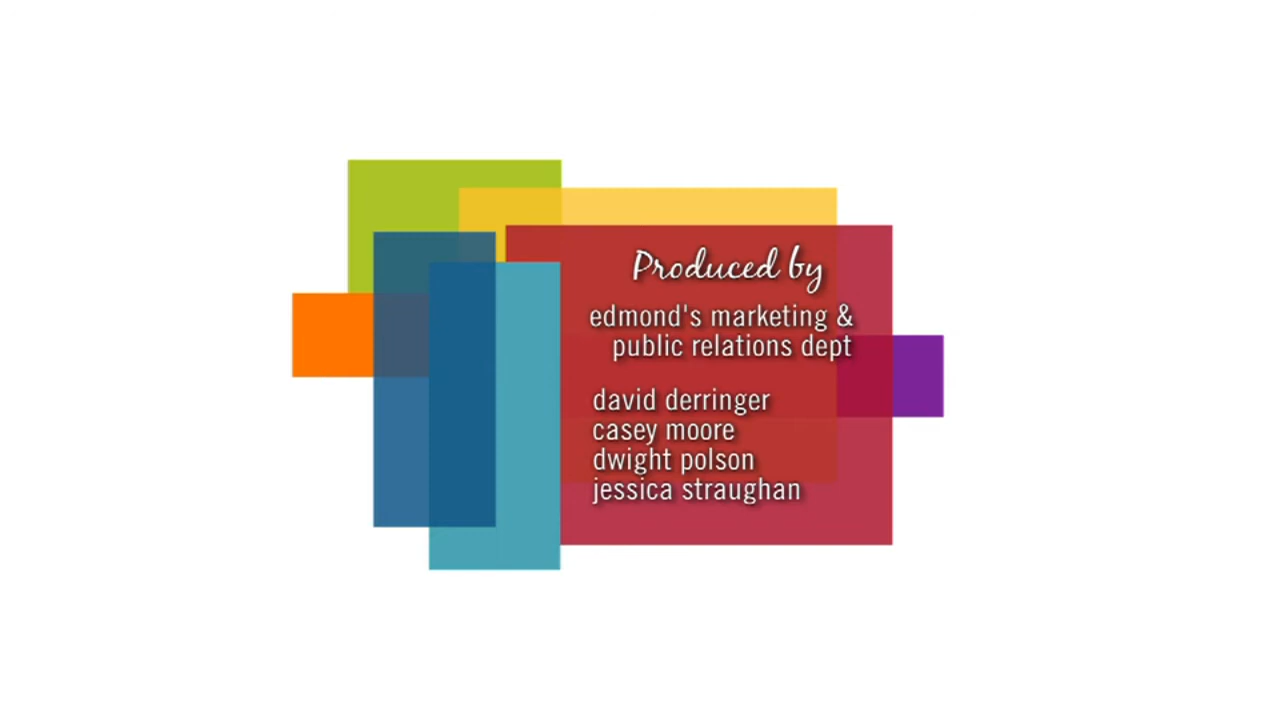 Produced by
edmond's marketing &
public relations dept
david derringer
casey moore
dwight polson
jessica straughan